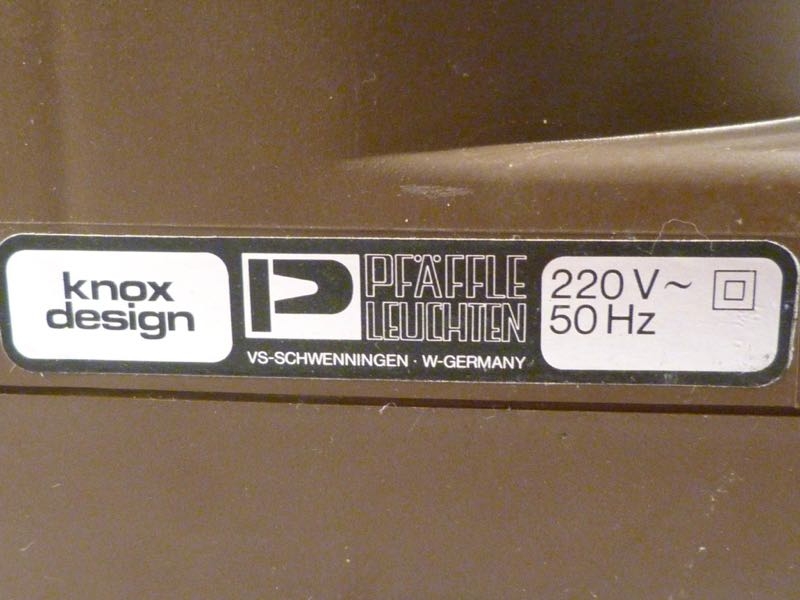 knox
design
PFÄFFLE
LEUCHTEN
VS-SCHWENNINGEN · W-GERMANY
220 V ~
50 Hz